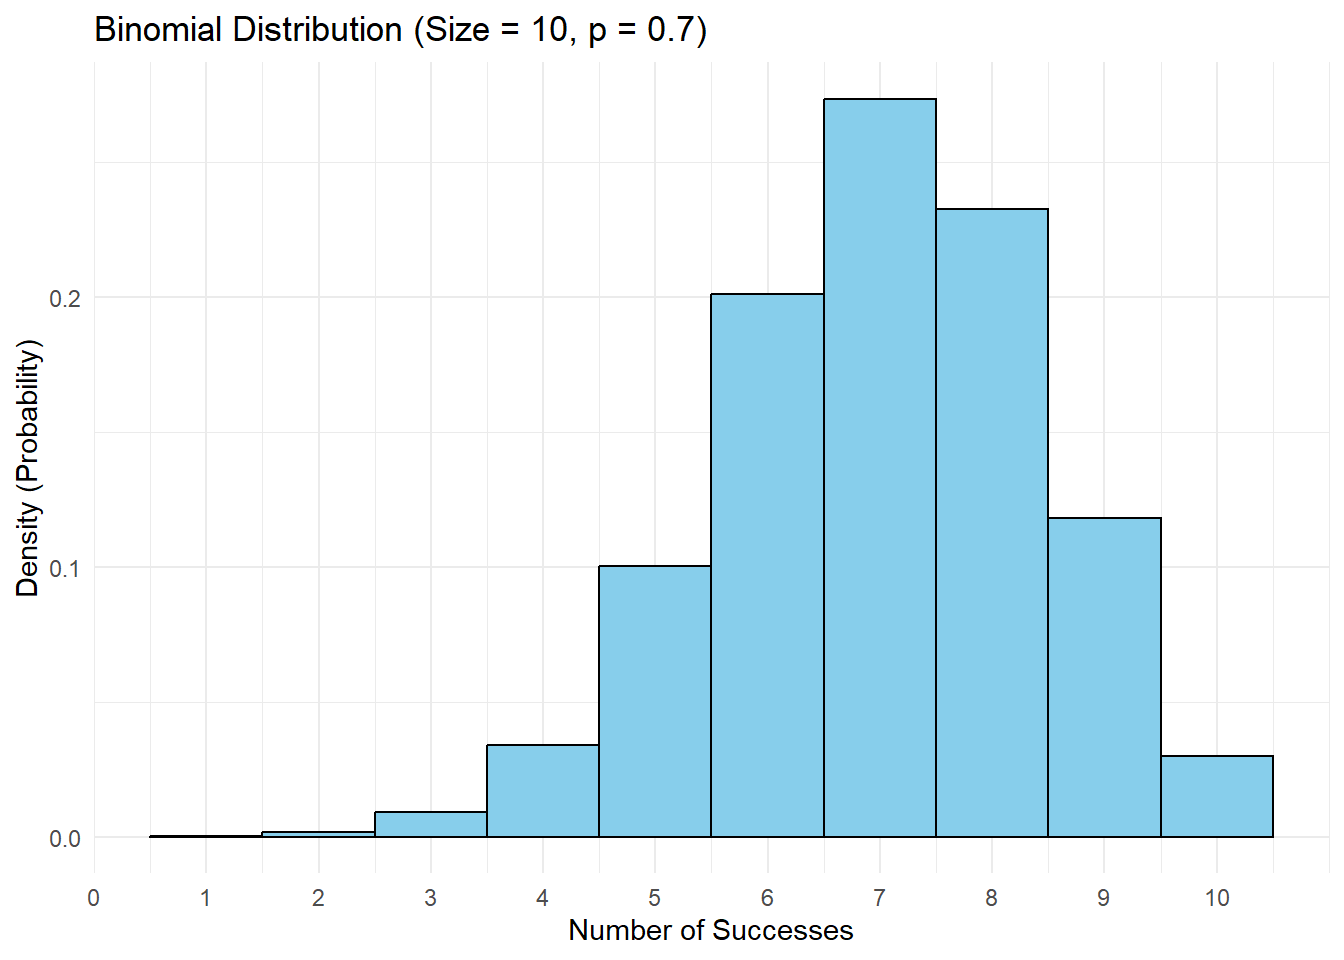 Binomial Distribution (Size = 10, p = 0.7)
Density (Probability)
0.2
0.1
0.0
0 1 2 3 4 5 6 7 8 9 10
Number of Successes